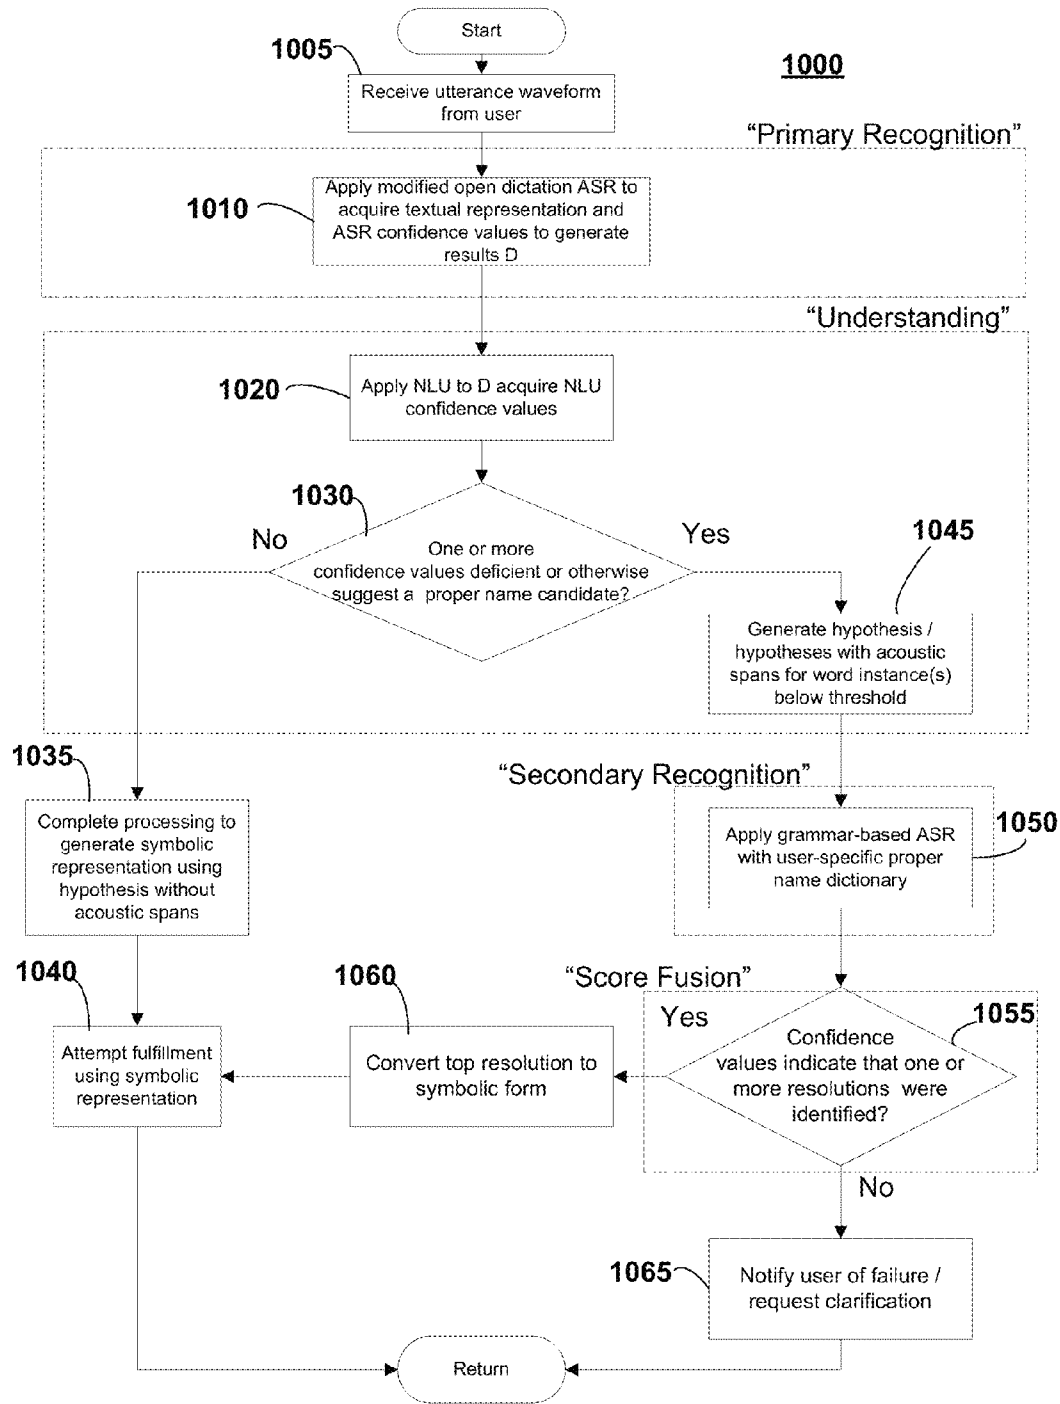 Start
1005
1000
Receive utterance waveform
from user
“Primary Recognition”
1010
Apply modified open dictation ASR to
acquire textual representation and
ASR confidence values to generate
results D
“Understanding”
1020
Apply NLU to D acquire NLU
confidence values
1030
No
Yes
1045
One or more
confidence values deficient or otherwise
suggest a proper name candidate?
Generate hypothesis /
hypotheses with acoustic
spans for word instance(s)
below threshold
1035
“Secondary Recognition”
Complete processing to
generate symbolic
representation using
hypothesis without
acoustic spans
1050
Apply grammar-based ASR
with user-specific proper
name dictionary
1040
1060
“Score Fusion”
Yes
1055
Attempt fulfillment
using symbolic
representation
Convert top resolution to
symbolic form
Confidence
values indicate that one or
more resolutions were
identified?
No
1065
Notify user of failure /
request clarification
Return